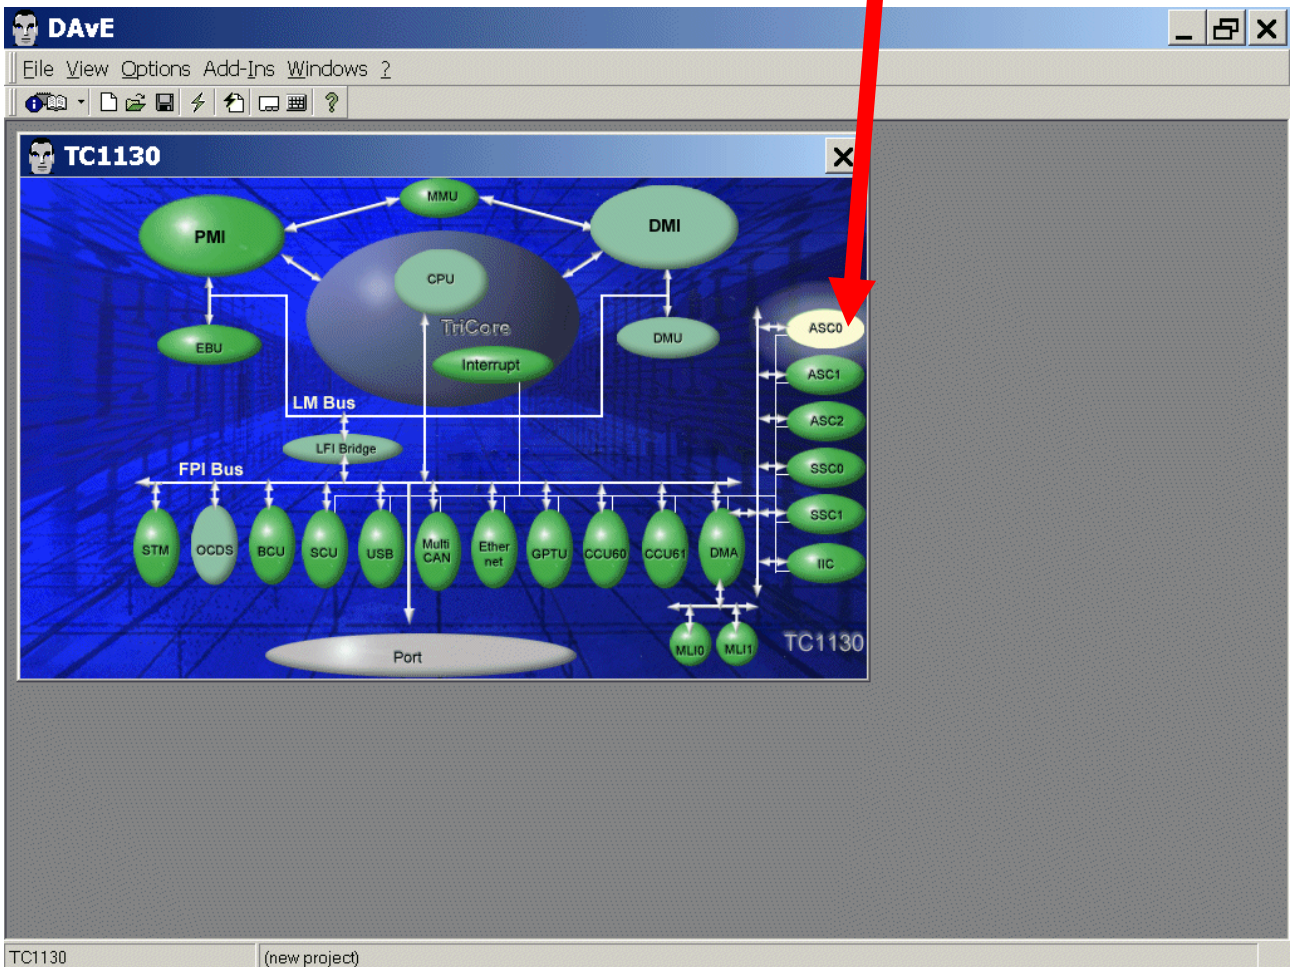 DAvE
File View Options Add-Ins Windows ?
TC1130
MMU
PMI
DMI
CPU
TriCore
EBU
DMU
Interrupt
ASC0
ASC1
ASC2
SSC0
SSC1
IIC
LM Bus
LFI Bridge
FPI Bus
STM
OCDS
BCU
SCU
USB
Multi
CAN
Ether
net
GPTU
CCU60
CCU61
DMA
MLI0
MLI1
Port
TC1130
TC1130
(new project)